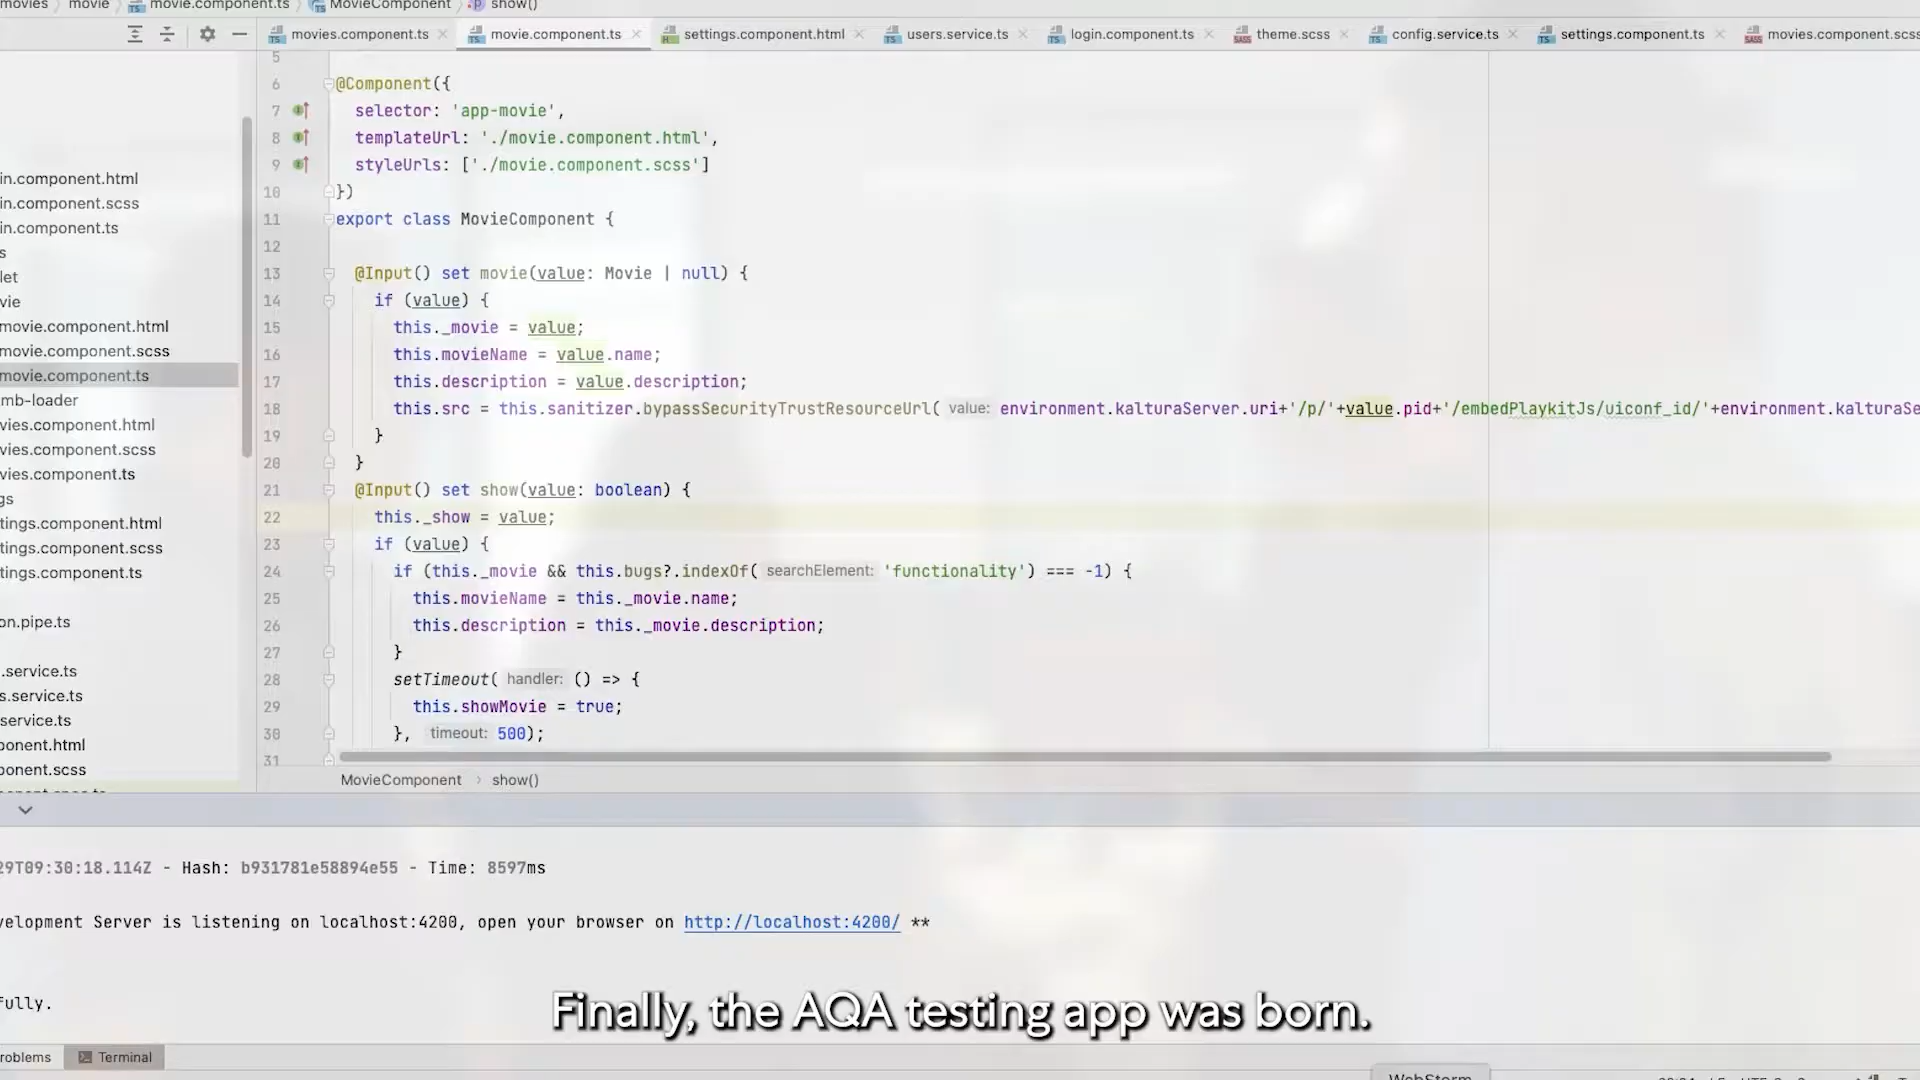 movies › movie › movie.component.ts › MovieComponent › show()
movies.component.ts
movie.component.ts
settings.component.html
users.service.ts
login.component.ts
theme.scss
config.service.ts
settings.component.ts
movies.component.scss
in.component.html
in.component.scss
in.component.ts
s
let
vie
movie.component.html
movie.component.scss
movie.component.ts
mb-loader
vies.component.html
vies.component.scss
vies.component.ts
gs
tings.component.html
tings.component.scss
tings.component.ts
on.pipe.ts
.service.ts
s.service.ts
service.ts
ponent.html
ponent.scss
5
6 @Component({
7 selector: 'app-movie',
8 templateUrl: './movie.component.html',
9 styleUrls: ['./movie.component.scss']
10 })
11 export class MovieComponent {
12
13 @Input() set movie(value: Movie | null) {
14 if (value) {
15 this._movie = value;
16 this.movieName = value.name;
17 this.description = value.description;
18 this.src = this.sanitizer.bypassSecurityTrustResourceUrl( value: environment.kalturaServer.uri+'/p/'+value.pid+'/embedPlaykitJs/uiconf_id/'+environment.kalturaSe
19 }
20 }
21 @Input() set show(value: boolean) {
22 this._show = value;
23 if (value) {
24 if (this._movie && this.bugs?.indexOf( searchElement: 'functionality') === -1) {
25 this.movieName = this._movie.name;
26 this.description = this._movie.description;
27 }
28 setTimeout( handler: () => {
29 this.showMovie = true;
30 }, timeout: 500);
31
MovieComponent › show()
29T09:30:18.114Z - Hash: b931781e58894e55 - Time: 8597ms
velopment Server is listening on localhost:4200, open your browser on http://localhost:4200/ **
fully.
Finally, the AQA testing app was born.
roblems
Terminal
WebStorm